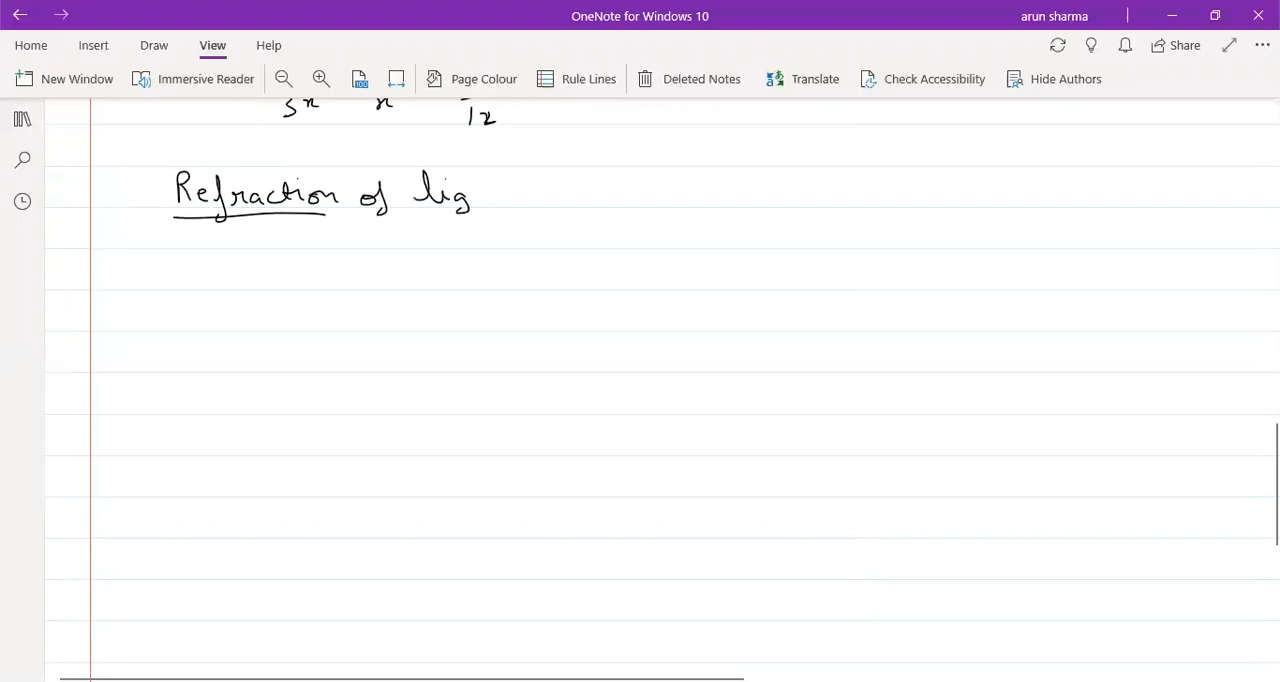 OneNote for Windows 10
arun sharma
Home Insert Draw View Help
Share
New Window Immersive Reader Page Colour Rule Lines Deleted Notes Translate Check Accessibility Hide Authors
Refraction of lig